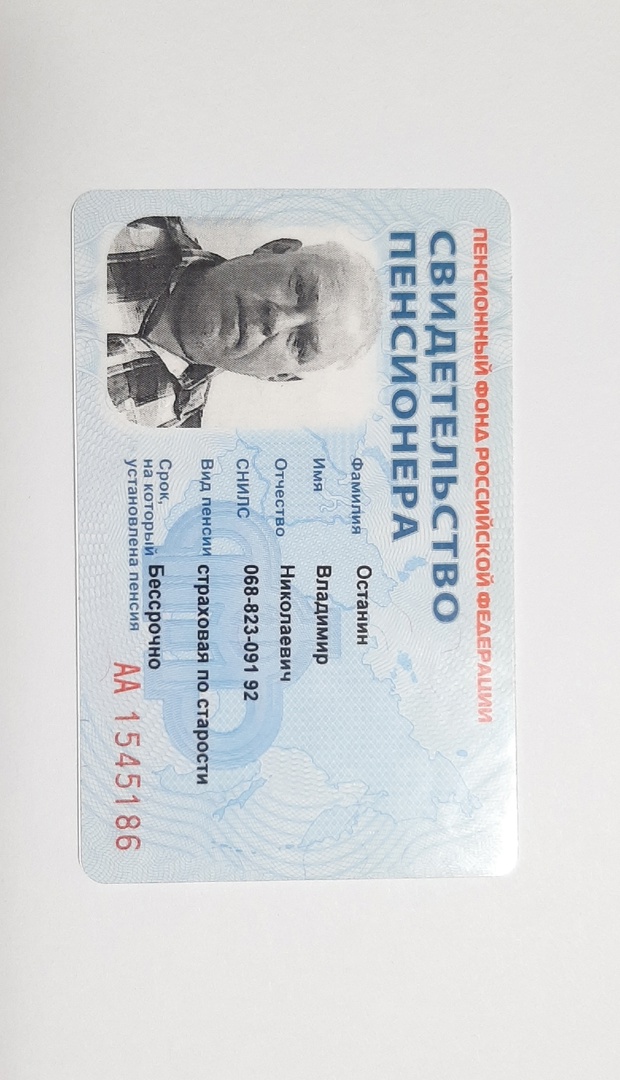 ПЕНСИОННЫЙ ФОНД РОССИЙСКОЙ ФЕДЕРАЦИИ
СВИДЕТЕЛЬСТВО
ПЕНСИОНЕРА
Фамилия Останин
Имя Владимир
Отчество Николаевич
СНИЛС 068-823-091 92
Вид пенсии страховая по старости
Срок,
на который Бессрочно
установлена пенсия
АА 1545186